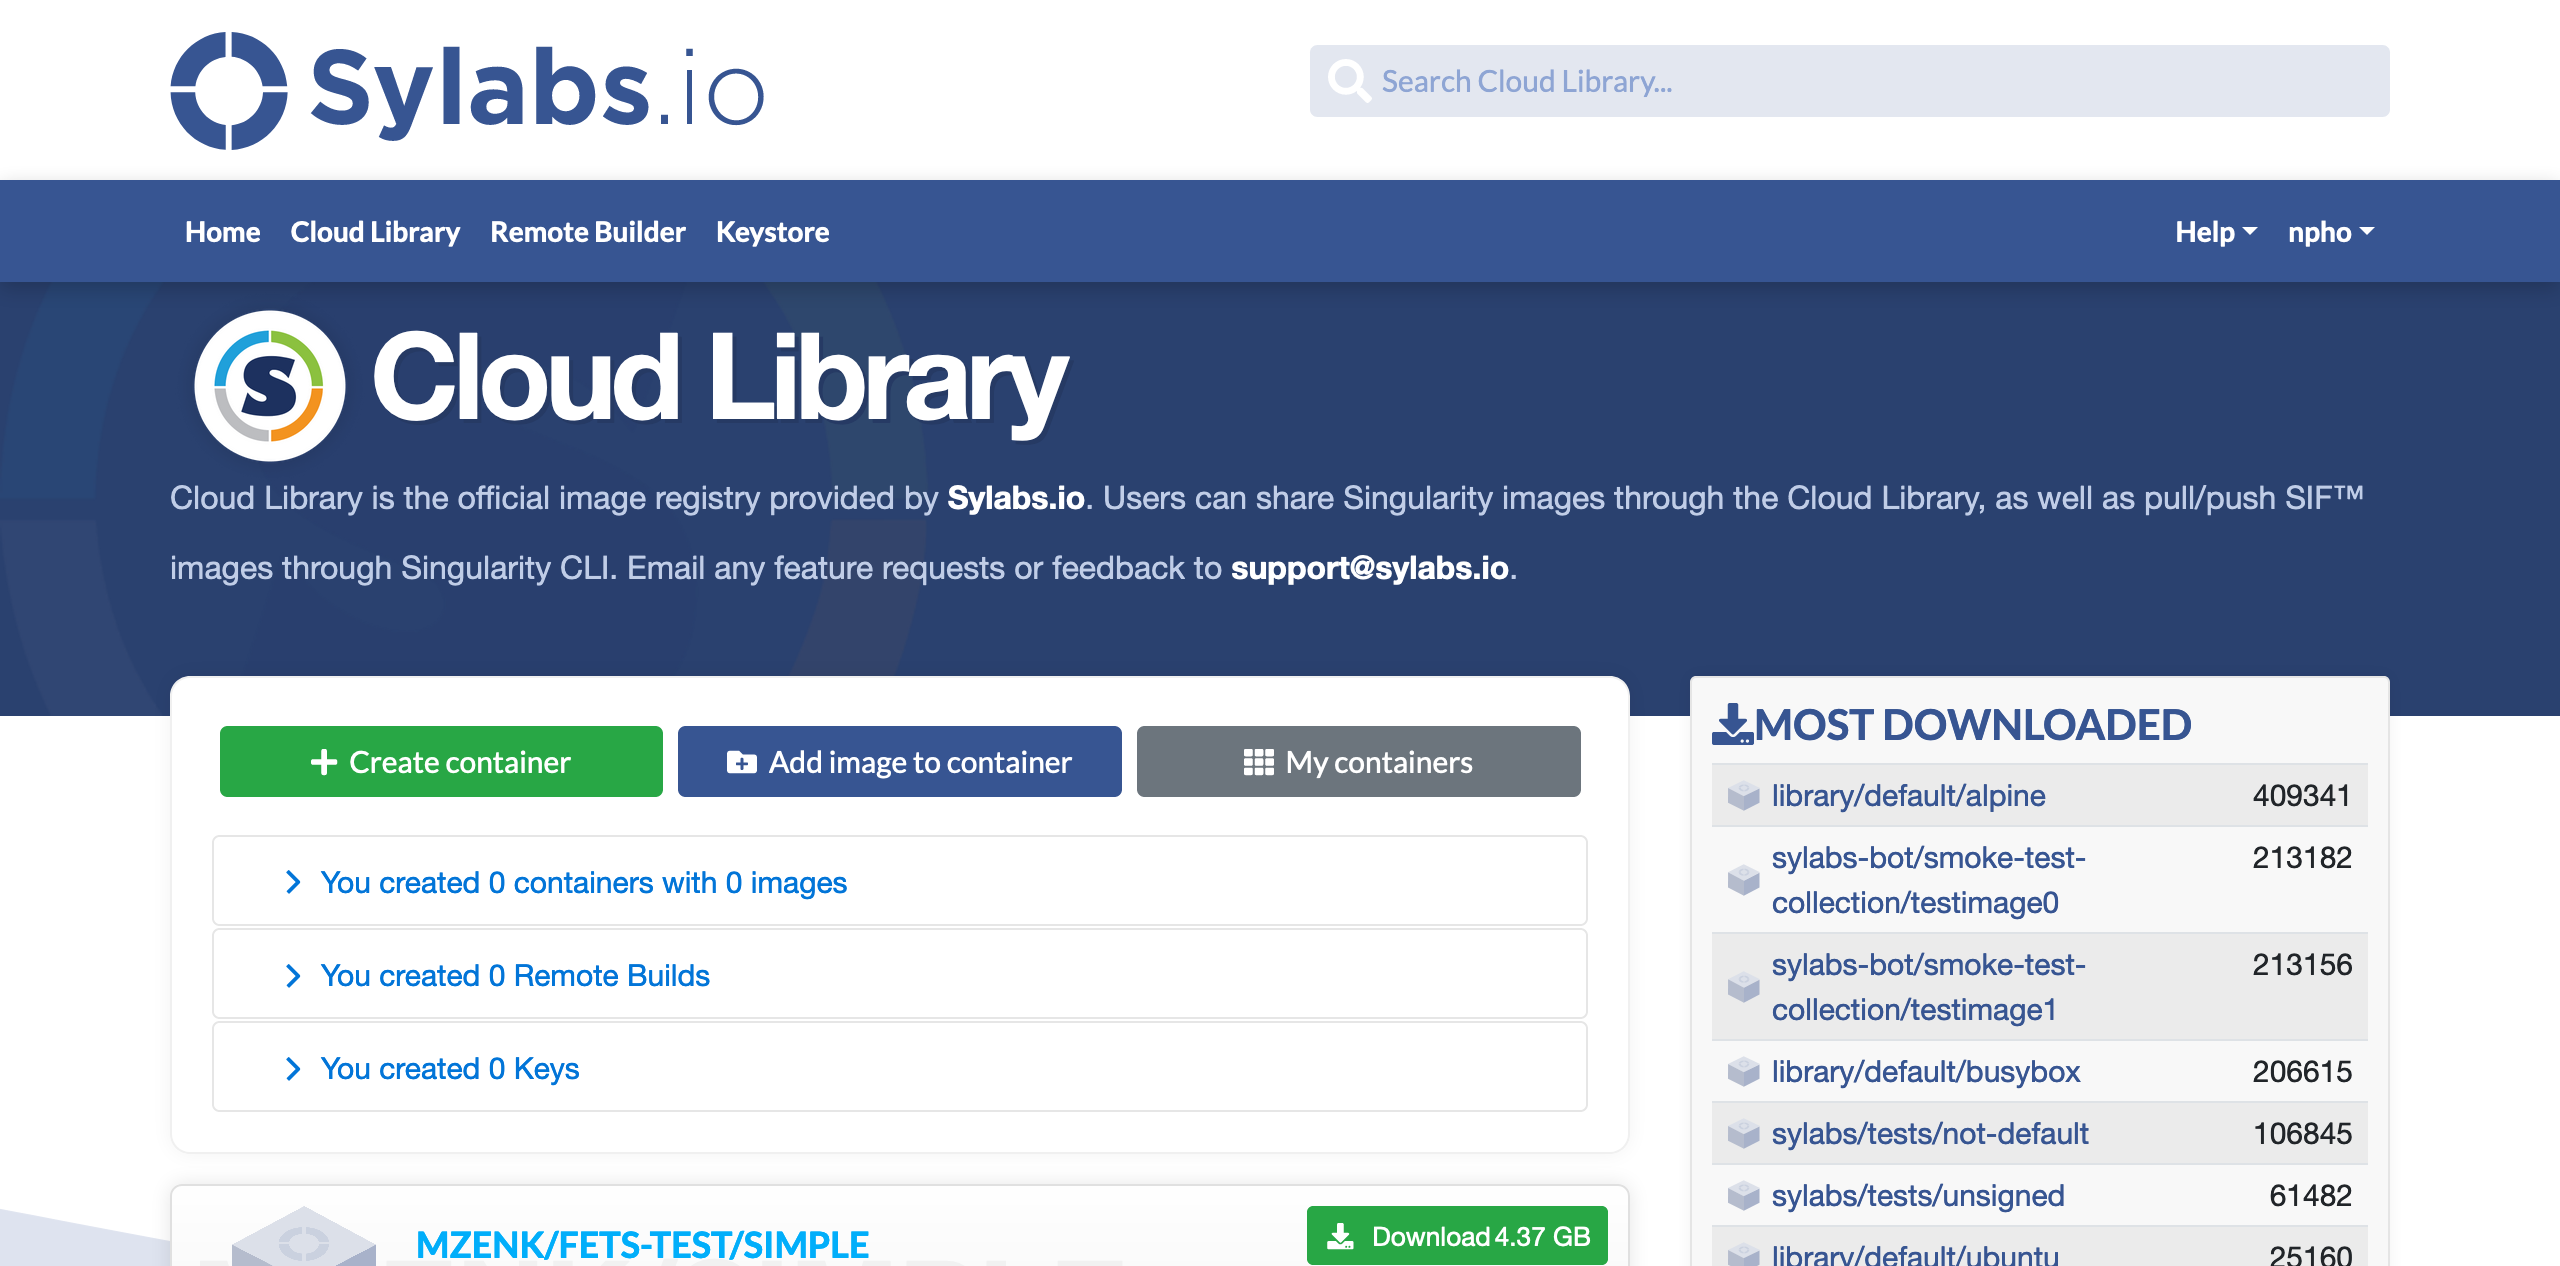 Sylabs.io
Search Cloud Library...
Home Cloud Library Remote Builder Keystore Help npho
S Cloud Library
Cloud Library is the official image registry provided by Sylabs.io. Users can share Singularity images through the Cloud Library, as well as pull/push SIF™
images through Singularity CLI. Email any feature requests or feedback to support@sylabs.io.
Create container Add image to container My containers
You created 0 containers with 0 images
You created 0 Remote Builds
You created 0 Keys
MZENK/FETS-TEST/SIMPLE
Download 4.37 GB
MOST DOWNLOADED
library/default/alpine 409341
sylabs-bot/smoke-test- 213182
collection/testimage0
sylabs-bot/smoke-test- 213156
collection/testimage1
library/default/busybox 206615
sylabs/tests/not-default 106845
sylabs/tests/unsigned 61482
library/default/ubuntu 25160